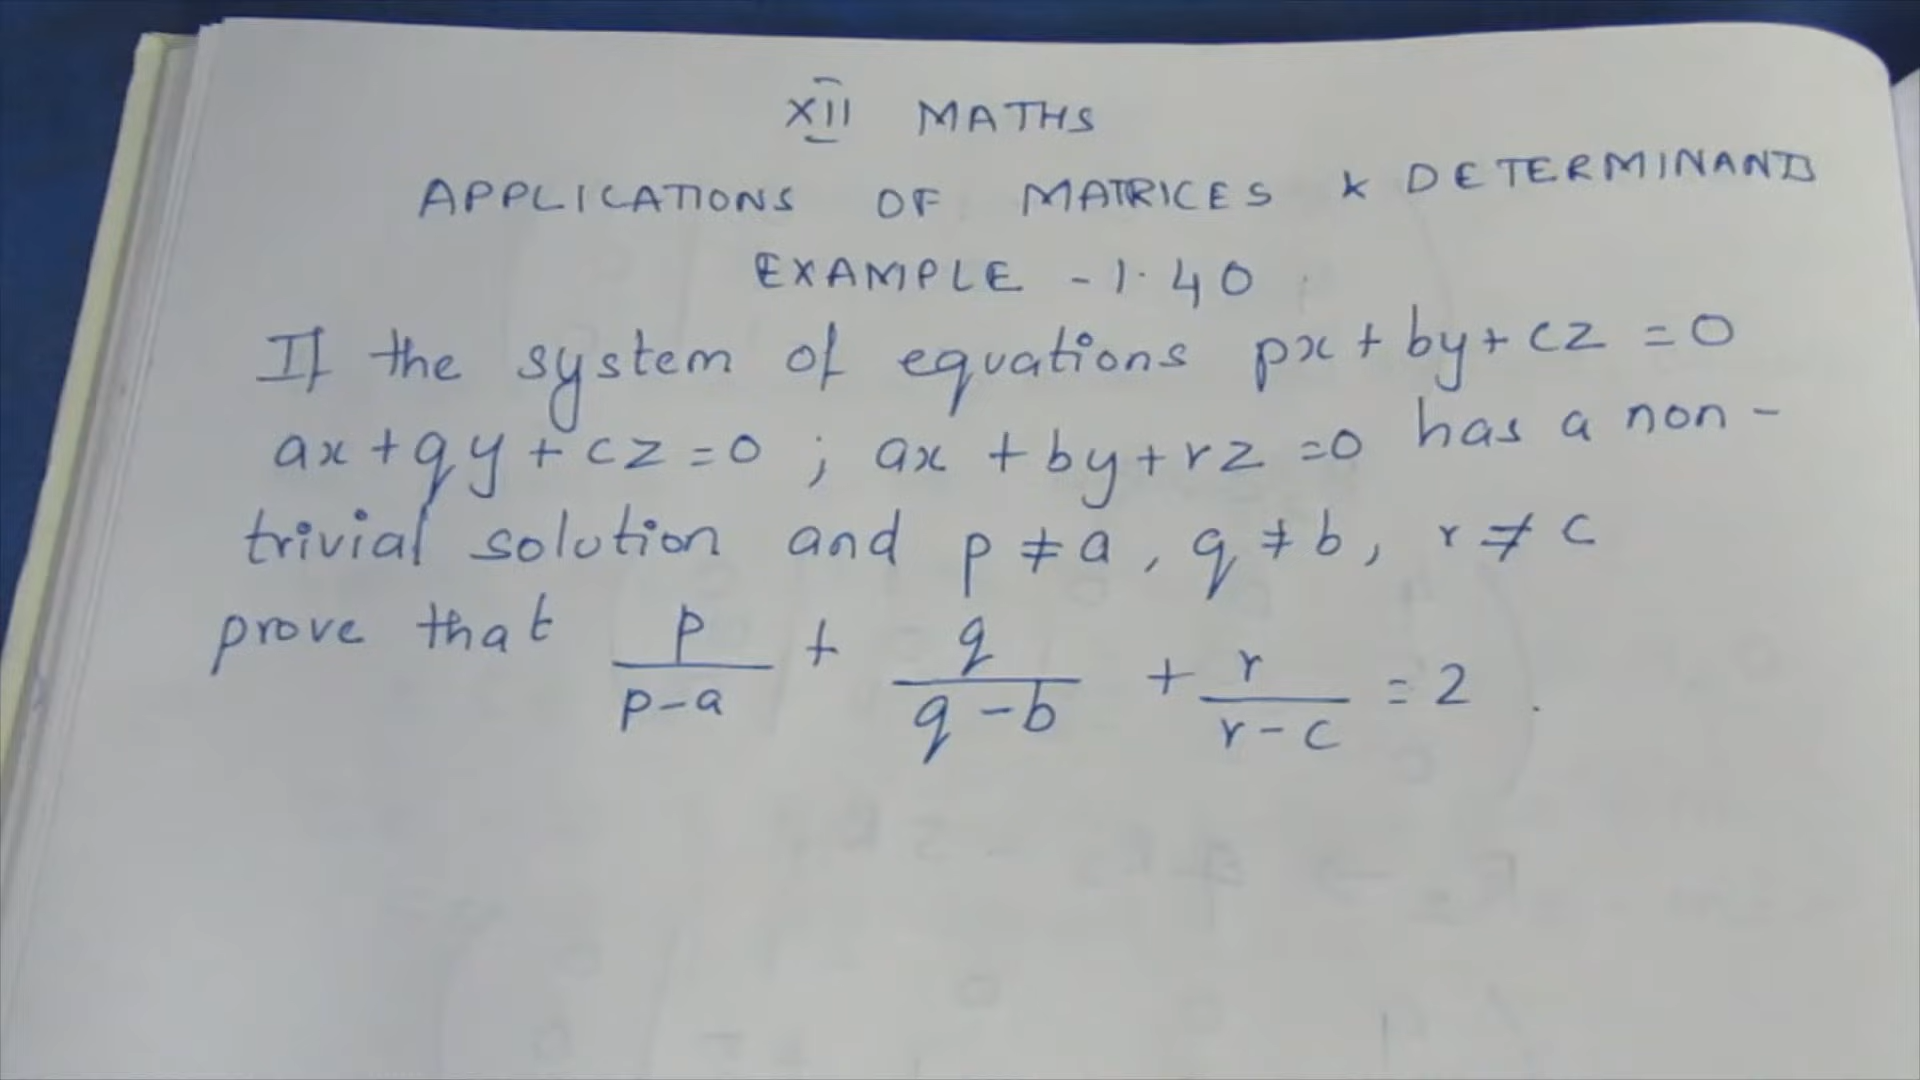 XII MATHS
APPLICATIONS OF MATRICES & DETERMINANTS
EXAMPLE - 1.40
If the system of equations px + by + cz = 0
ax + qy + cz = 0 ; ax + by + rz = 0 has a non-
trivial solution and p ≠ a, q ≠ b, r ≠ c
prove that p/(p-a) + q/(q-b) + r/(r-c) = 2.